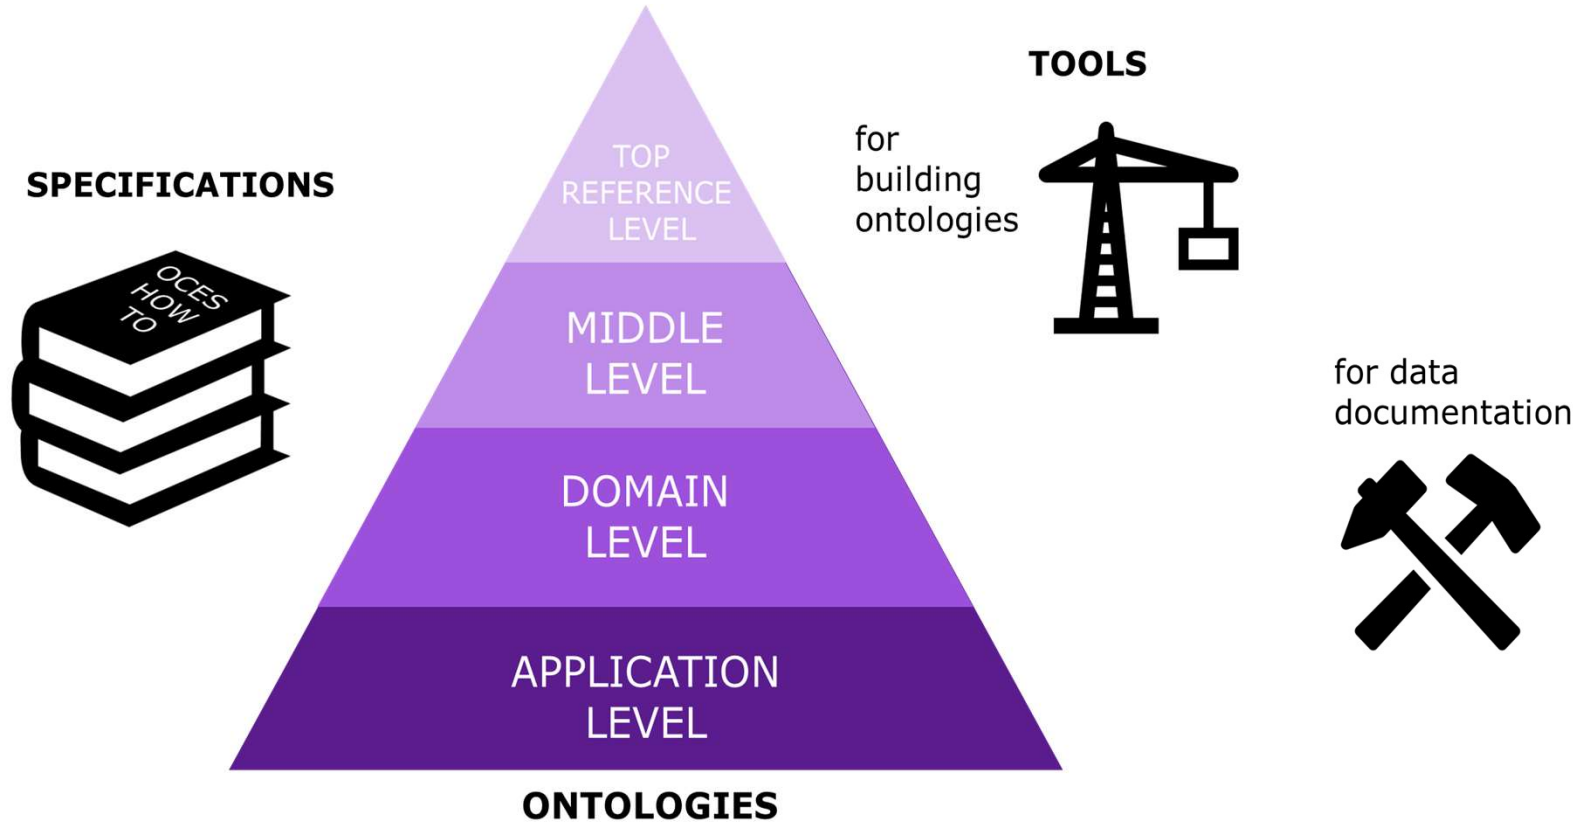 SPECIFICATIONS
OCES
HOW
TO
TOP
REFERENCE
LEVEL
MIDDLE
LEVEL
DOMAIN
LEVEL
APPLICATION
LEVEL
ONTOLOGIES
TOOLS
for
building
ontologies
for data
documentation